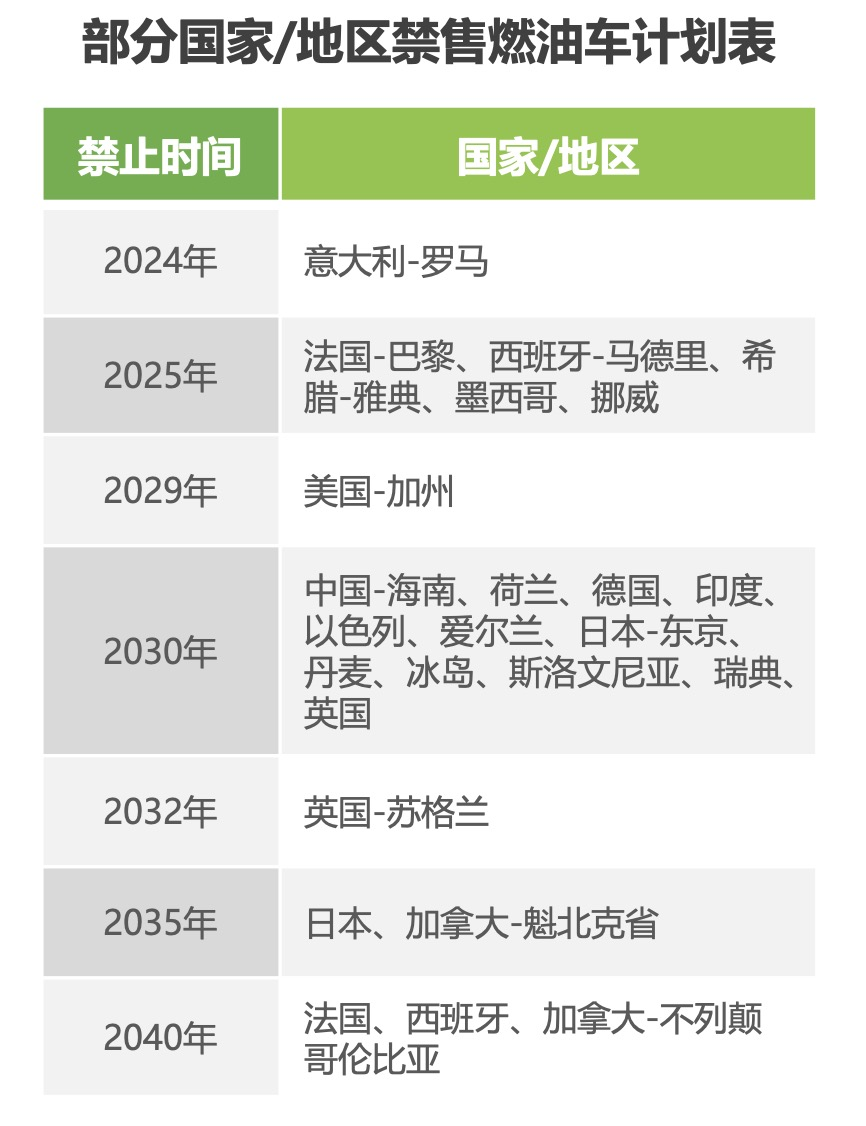 部分国家/地区禁售燃油车计划表
禁止时间
国家/地区
2024年
意大利-罗马
2025年
法国-巴黎、西班牙-马德里、希
腊-雅典、墨西哥、挪威
2029年
美国-加州
2030年
中国-海南、荷兰、德国、印度、
以色列、爱尔兰、日本-东京、
丹麦、冰岛、斯洛文尼亚、瑞典、
英国
2032年
英国-苏格兰
2035年
日本、加拿大-魁北克省
2040年
法国、西班牙、加拿大-不列颠
哥伦比亚